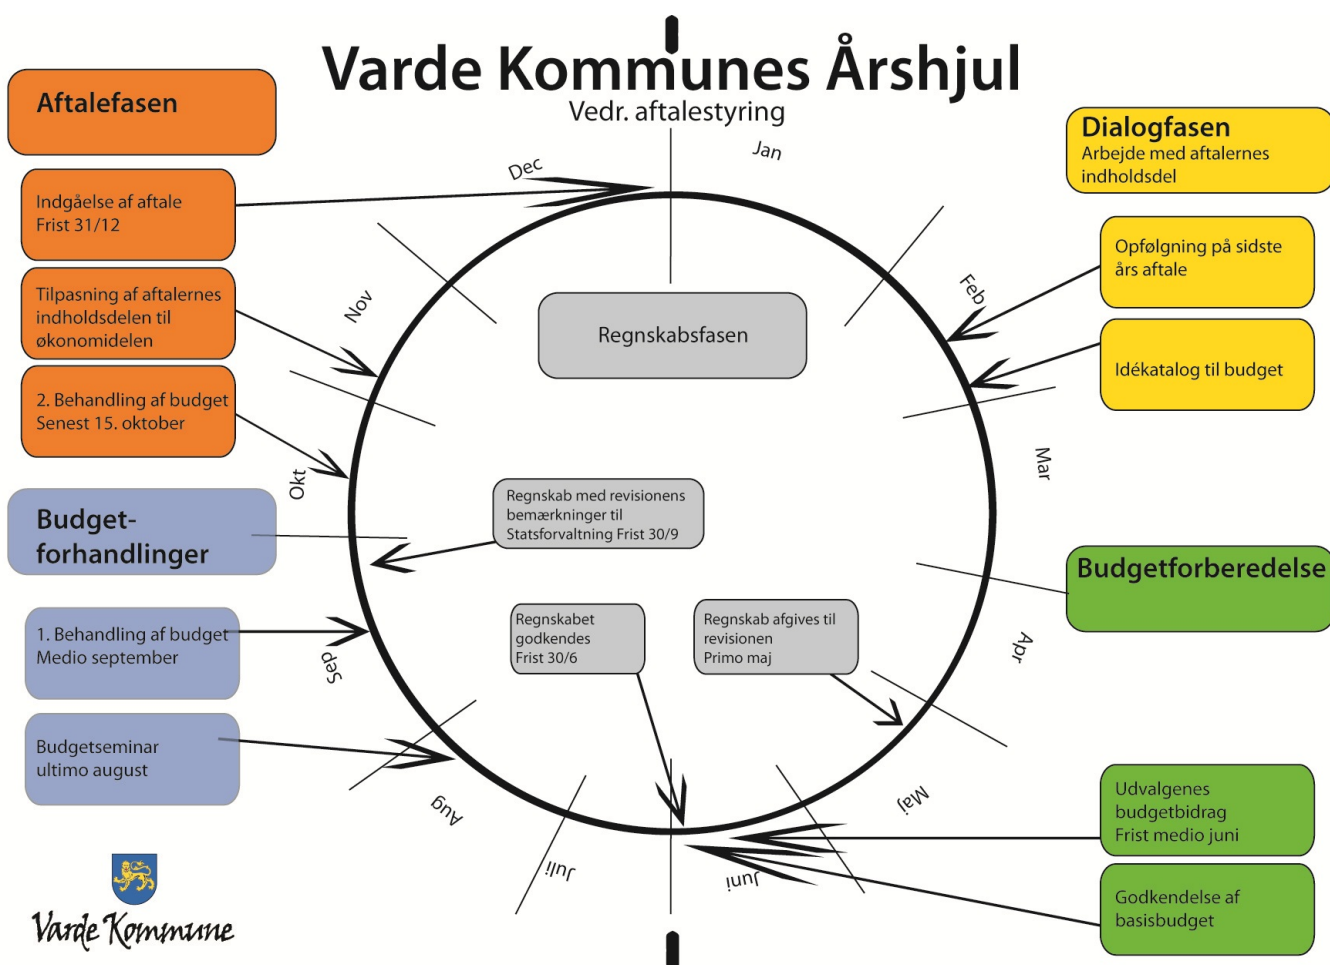 Varde Kommunes Årshjul
Vedr. aftalestyring
Aftalefasen
Indgåelse af aftale
Frist 31/12
Tilpasning af aftalernes
indholdsdelen til
økonomidelen
2. Behandling af budget
Senest 15. oktober
Budget-
forhandlinger
1. Behandling af budget
Medio september
Budgetseminar
ultimo august
Dialogfasen
Arbejde med aftalernes
indholdsdel
Opfølgning på sidste
års aftale
Idékatalog til budget
Budgetforberedelse
Udvalgenes
budgetbidrag
Frist medio juni
Godkendelse af
basisbudget
Regnskabsfasen
Regnskab med revisionens
bemærkninger til
Statsforvaltning Frist 30/9
Regnskabet
godkendes
Frist 30/6
Regnskab afgives til
revisionen
Primo maj
Jan
Feb
Mar
Apr
Maj
Juni
Juli
Aug
Sep
Okt
Nov
Dec
Varde Kommune